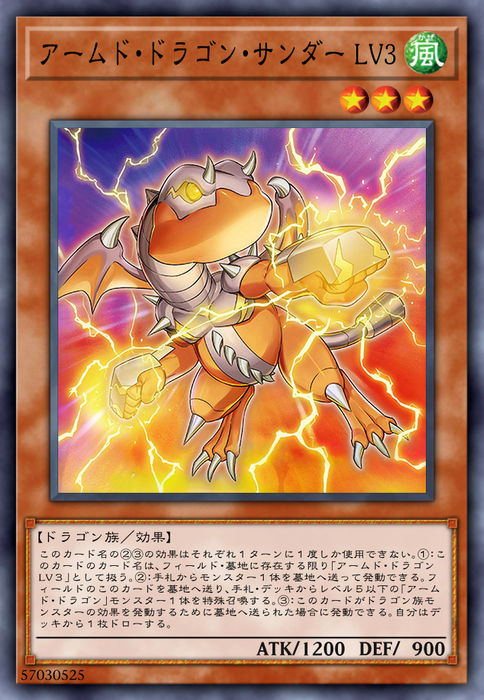 アームド・ドラゴン・サンダー LV3 風
かぜ
【ドラゴン族／効果】
このカード名の②③の効果はそれぞれ１ターンに１度しか使用できない。①：こ
のカードのカード名は、フィールド・墓地に存在する限り「アームド・ドラゴン
LV３」として扱う。②：手札からモンスター１体を墓地へ送って発動できる。フ
ィールドのこのカードを墓地へ送り、手札・デッキからレベル５以下の「アーム
ド・ドラゴン」モンスター１体を特殊召喚する。③：このカードがドラゴン族モ
ンスターの効果を発動するために墓地へ送られた場合に発動できる。自分はデ
ッキから１枚ドローする。
ATK/1200 DEF/ 900
57030525